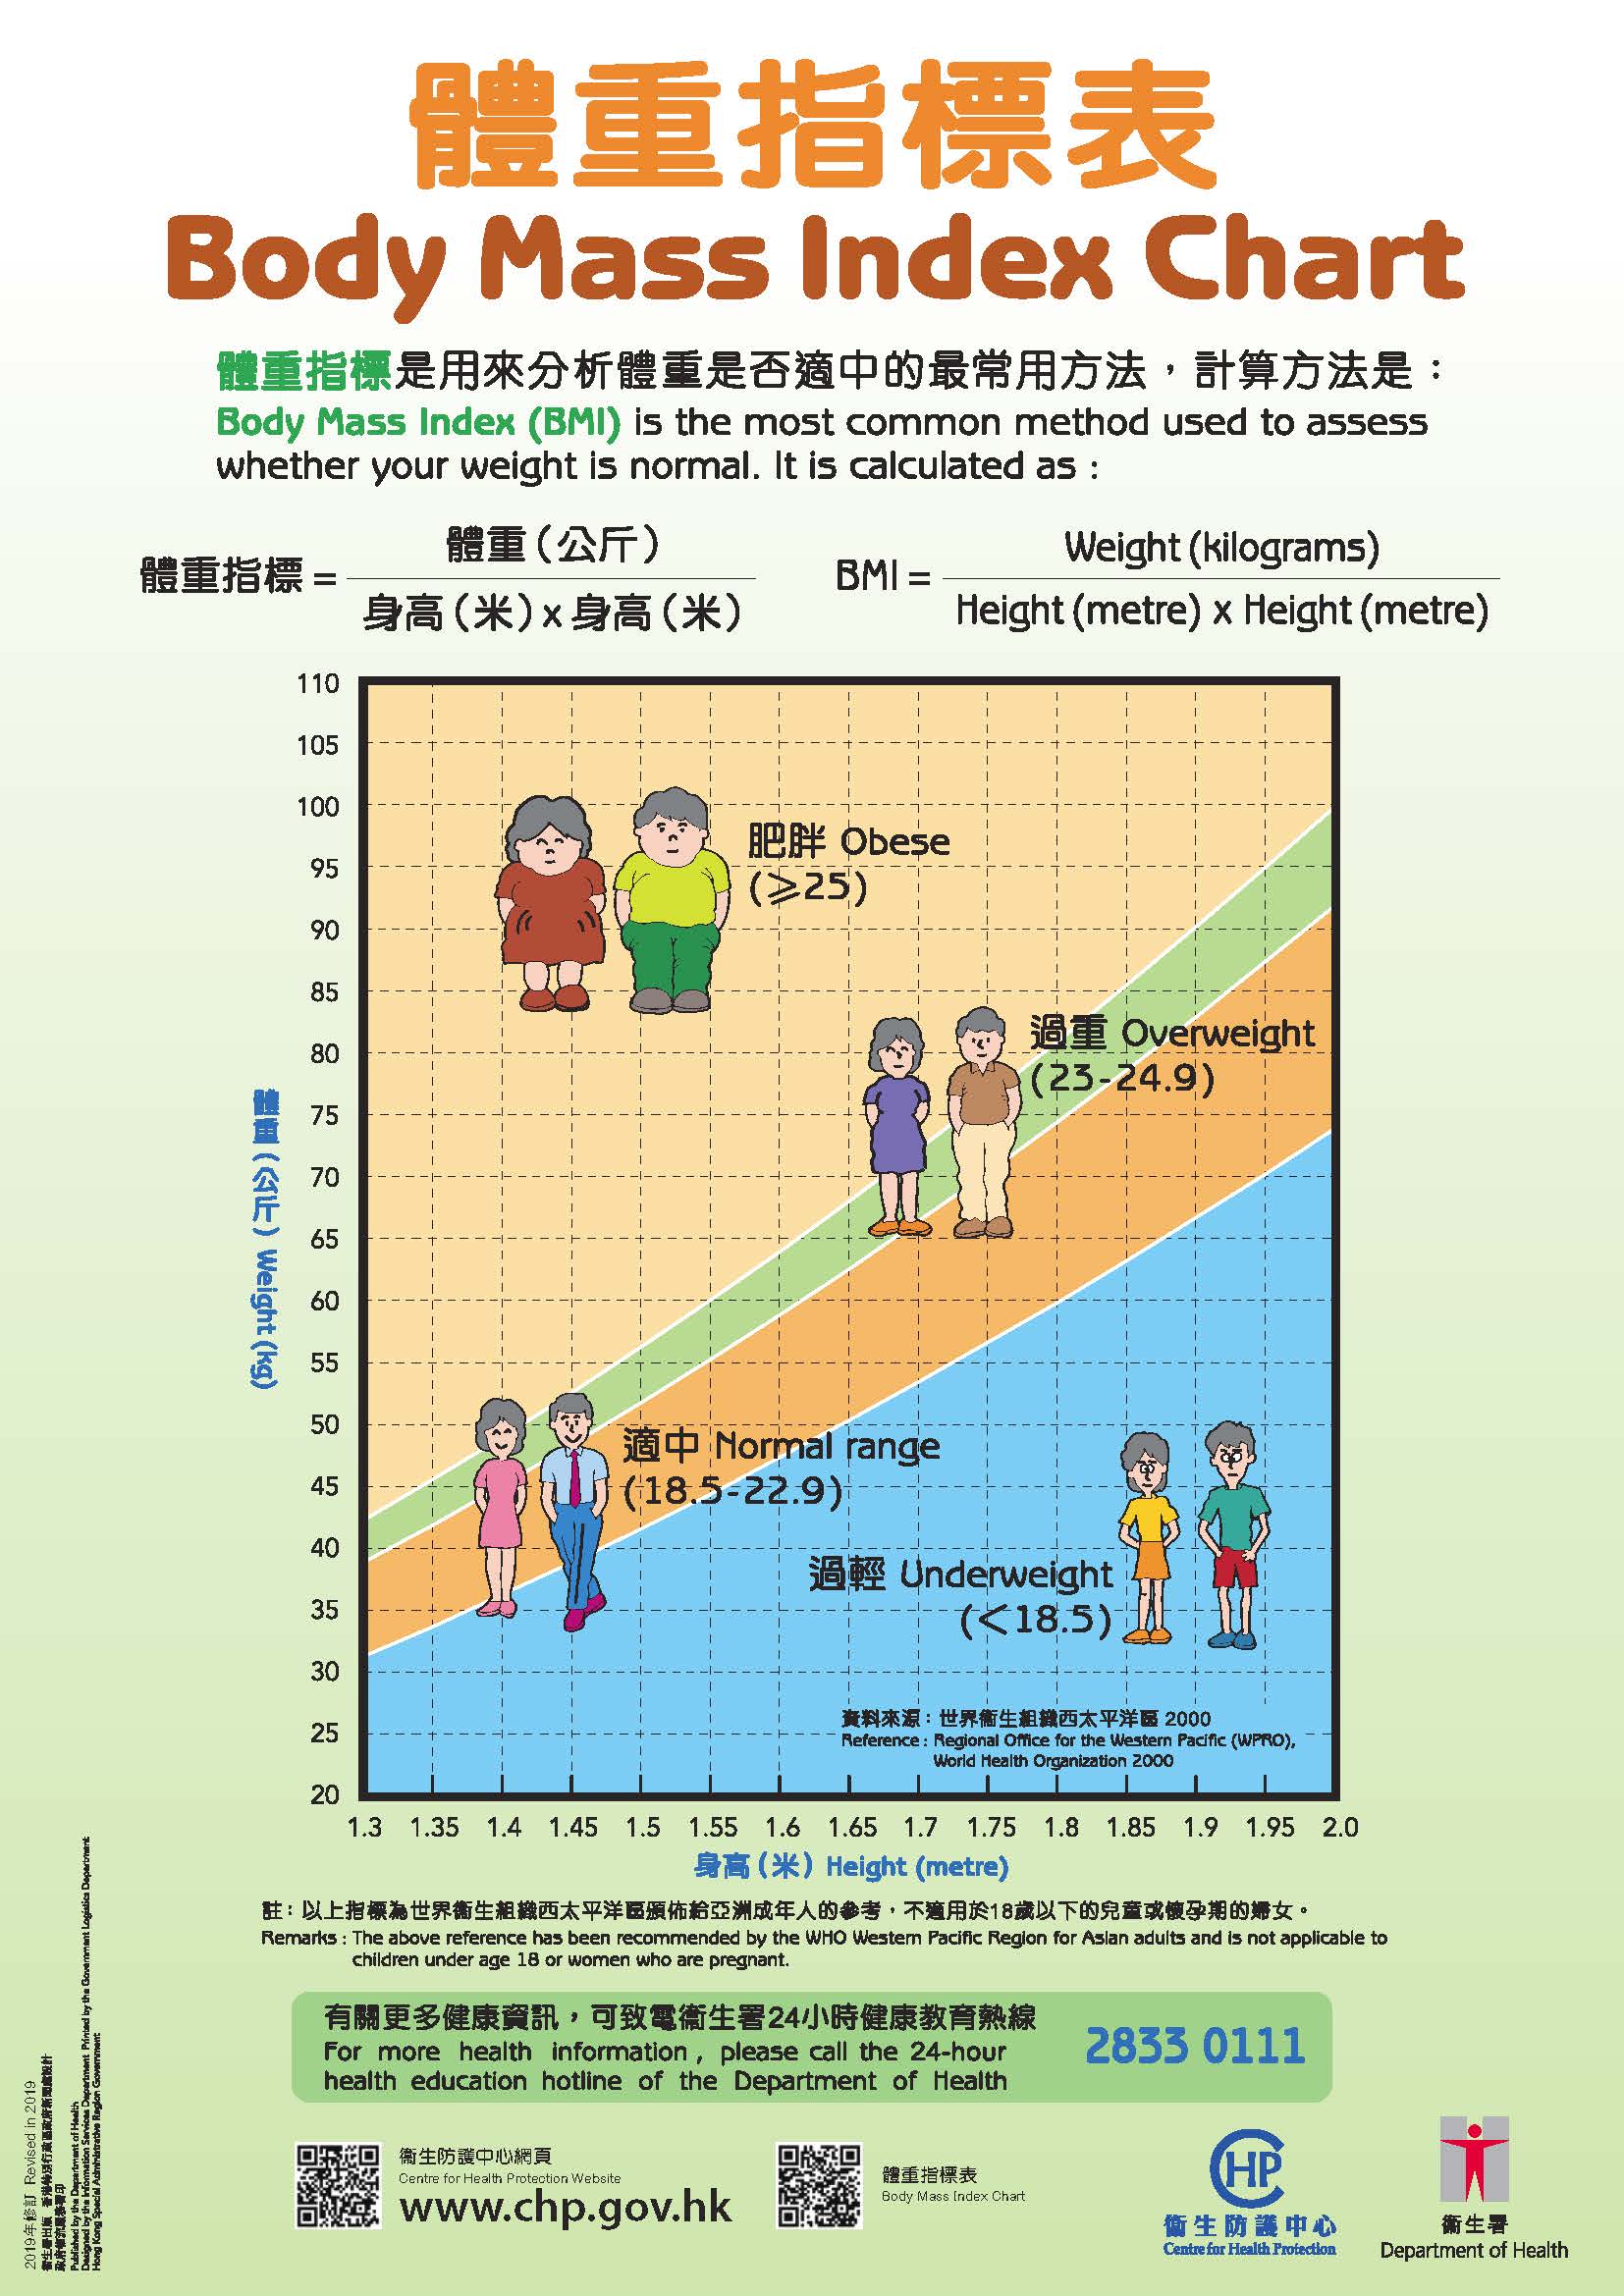 體重指標表
Body Mass Index Chart
體重指標是用來分析體重是否適中的最常用方法，計算方法是：
Body Mass Index (BMI) is the most common method used to assess
whether your weight is normal. It is calculated as :
體重指標 = 體重（公斤）
身高（米）x 身高（米）
BMI = Weight (kilograms)
Height (metre) x Height (metre)
110
105
100
95
90
85
80
75
70
65
60
55
50
45
40
35
30
25
20
體重（公斤）Weight (kg)
肥胖 Obese
(⩾25)
過重 Overweight
(23-24.9)
適中 Normal range
(18.5-22.9)
過輕 Underweight
(<18.5)
資料來源：世界衞生組織西太平洋區 2000
Reference : Regional Office for the Western Pacific (WPRO),
World Health Organization 2000
1.3 1.35 1.4 1.45 1.5 1.55 1.6 1.65 1.7 1.75 1.8 1.85 1.9 1.95 2.0
身高（米）Height (metre)
註：以上指標為世界衞生組織西太平洋區頒佈給亞洲成年人的參考，不適用於18歲以下的兒童或懷孕期的婦女。
Remarks : The above reference has been recommended by the WHO Western Pacific Region for Asian adults and is not applicable to
children under age 18 or women who are pregnant.
有關更多健康資訊，可致電衞生署24小時健康教育熱線
For more health information , please call the 24-hour
health education hotline of the Department of Health
2833 0111
衞生防護中心網頁
Centre for Health Protection Website
www.chp.gov.hk
體重指標表
Body Mass Index Chart
CHP
衞生防護中心
Centre for Health Protection
衞生署
Department of Health
2019年修訂 Revised in 2019
衞生署出版 香港特別行政區政府新聞處設計
政府物流服務署印
Published by the Department of Health
Designed by the Information Services Department Printed by the Government Logistics Department
Hong Kong Special Administrative Region Government